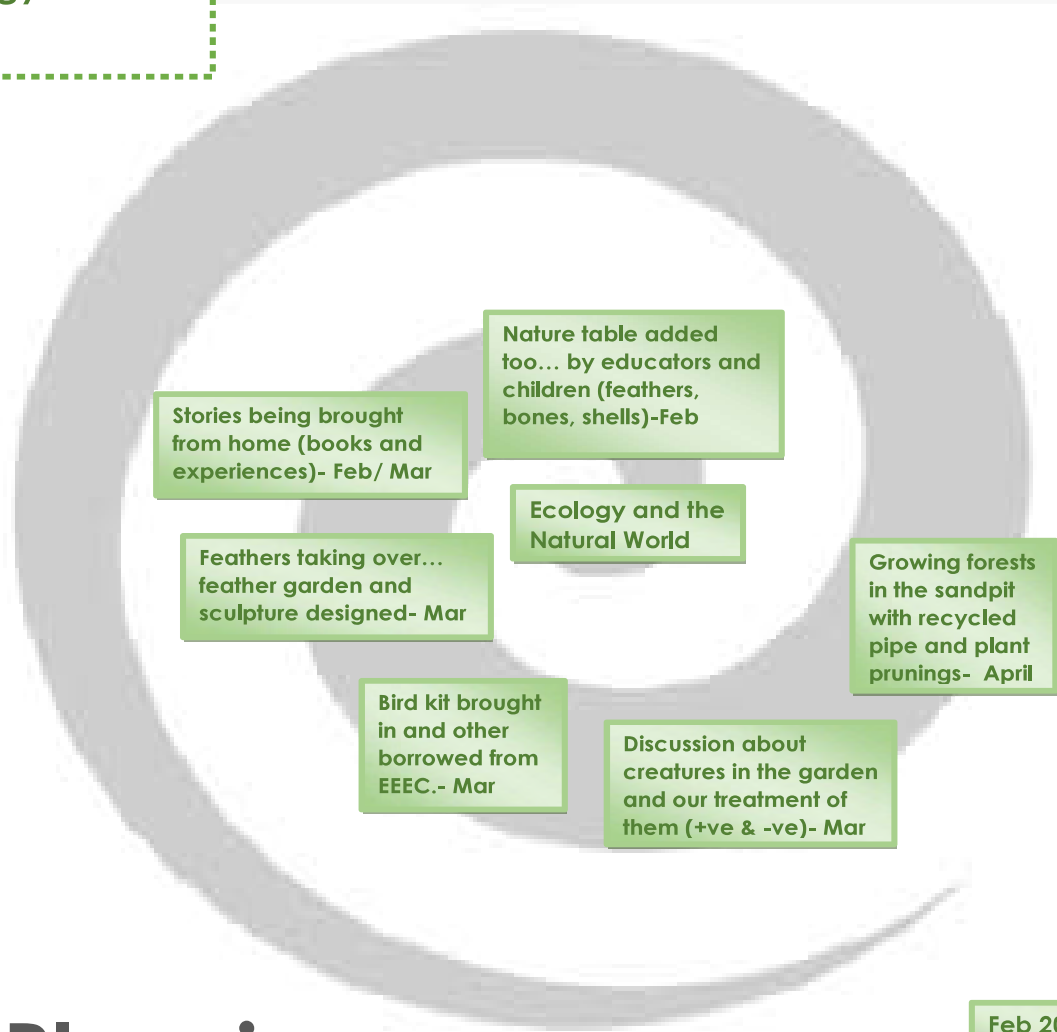 Nature table added
too… by educators and
children (feathers,
bones, shells)-Feb
Stories being brought
from home (books and
experiences)- Feb/ Mar
Ecology and the
Natural World
Feathers taking over…
feather garden and
sculpture designed- Mar
Growing forests
in the sandpit
with recycled
pipe and plant
prunings-  April
Bird kit brought
in and other
borrowed from
EEEC.- Mar
Discussion about
creatures in the garden
and our treatment of
them (+ve & -ve)- Mar
Feb